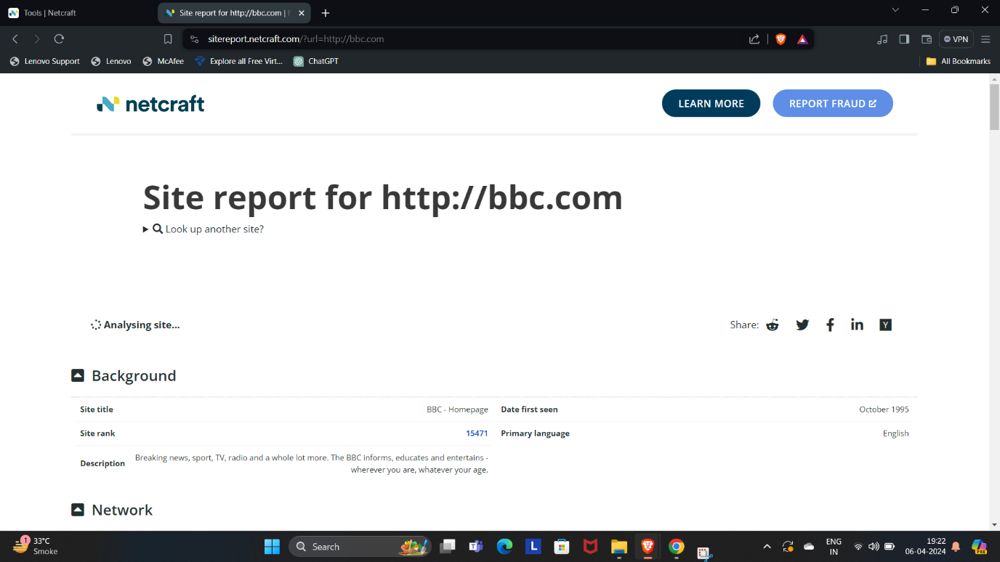 Tools | Netcraft
Site report for http://bbc.com |
sitereport.netcraft.com/?url=http://bbc.com
VPN
Lenovo Support
Lenovo
McAfee
Explore all Free Virt...
ChatGPT
All Bookmarks
netcraft
LEARN MORE
REPORT FRAUD
Site report for http://bbc.com
Look up another site?
Analysing site...
Share:
Y
Background
Site title BBC - Homepage Date first seen October 1995
Site rank 15471 Primary language English
Description Breaking news, sport, TV, radio and a whole lot more. The BBC informs, educates and entertains -
wherever you are, whatever your age.
Network
1 33°C
Smoke
Search
L
ENG
IN
19:22
06-04-2024
PRE